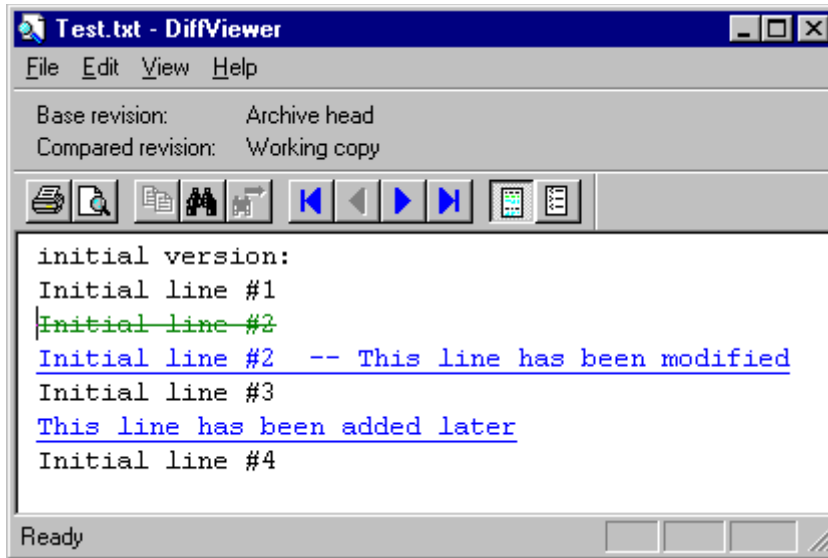 Test.txt - DiffViewer
File Edit View Help
Base revision: Archive head
Compared revision: Working copy
initial version:
Initial line #1
Initial line #2
Initial line #2  -- This line has been modified
Initial line #3
This line has been added later
Initial line #4
Ready